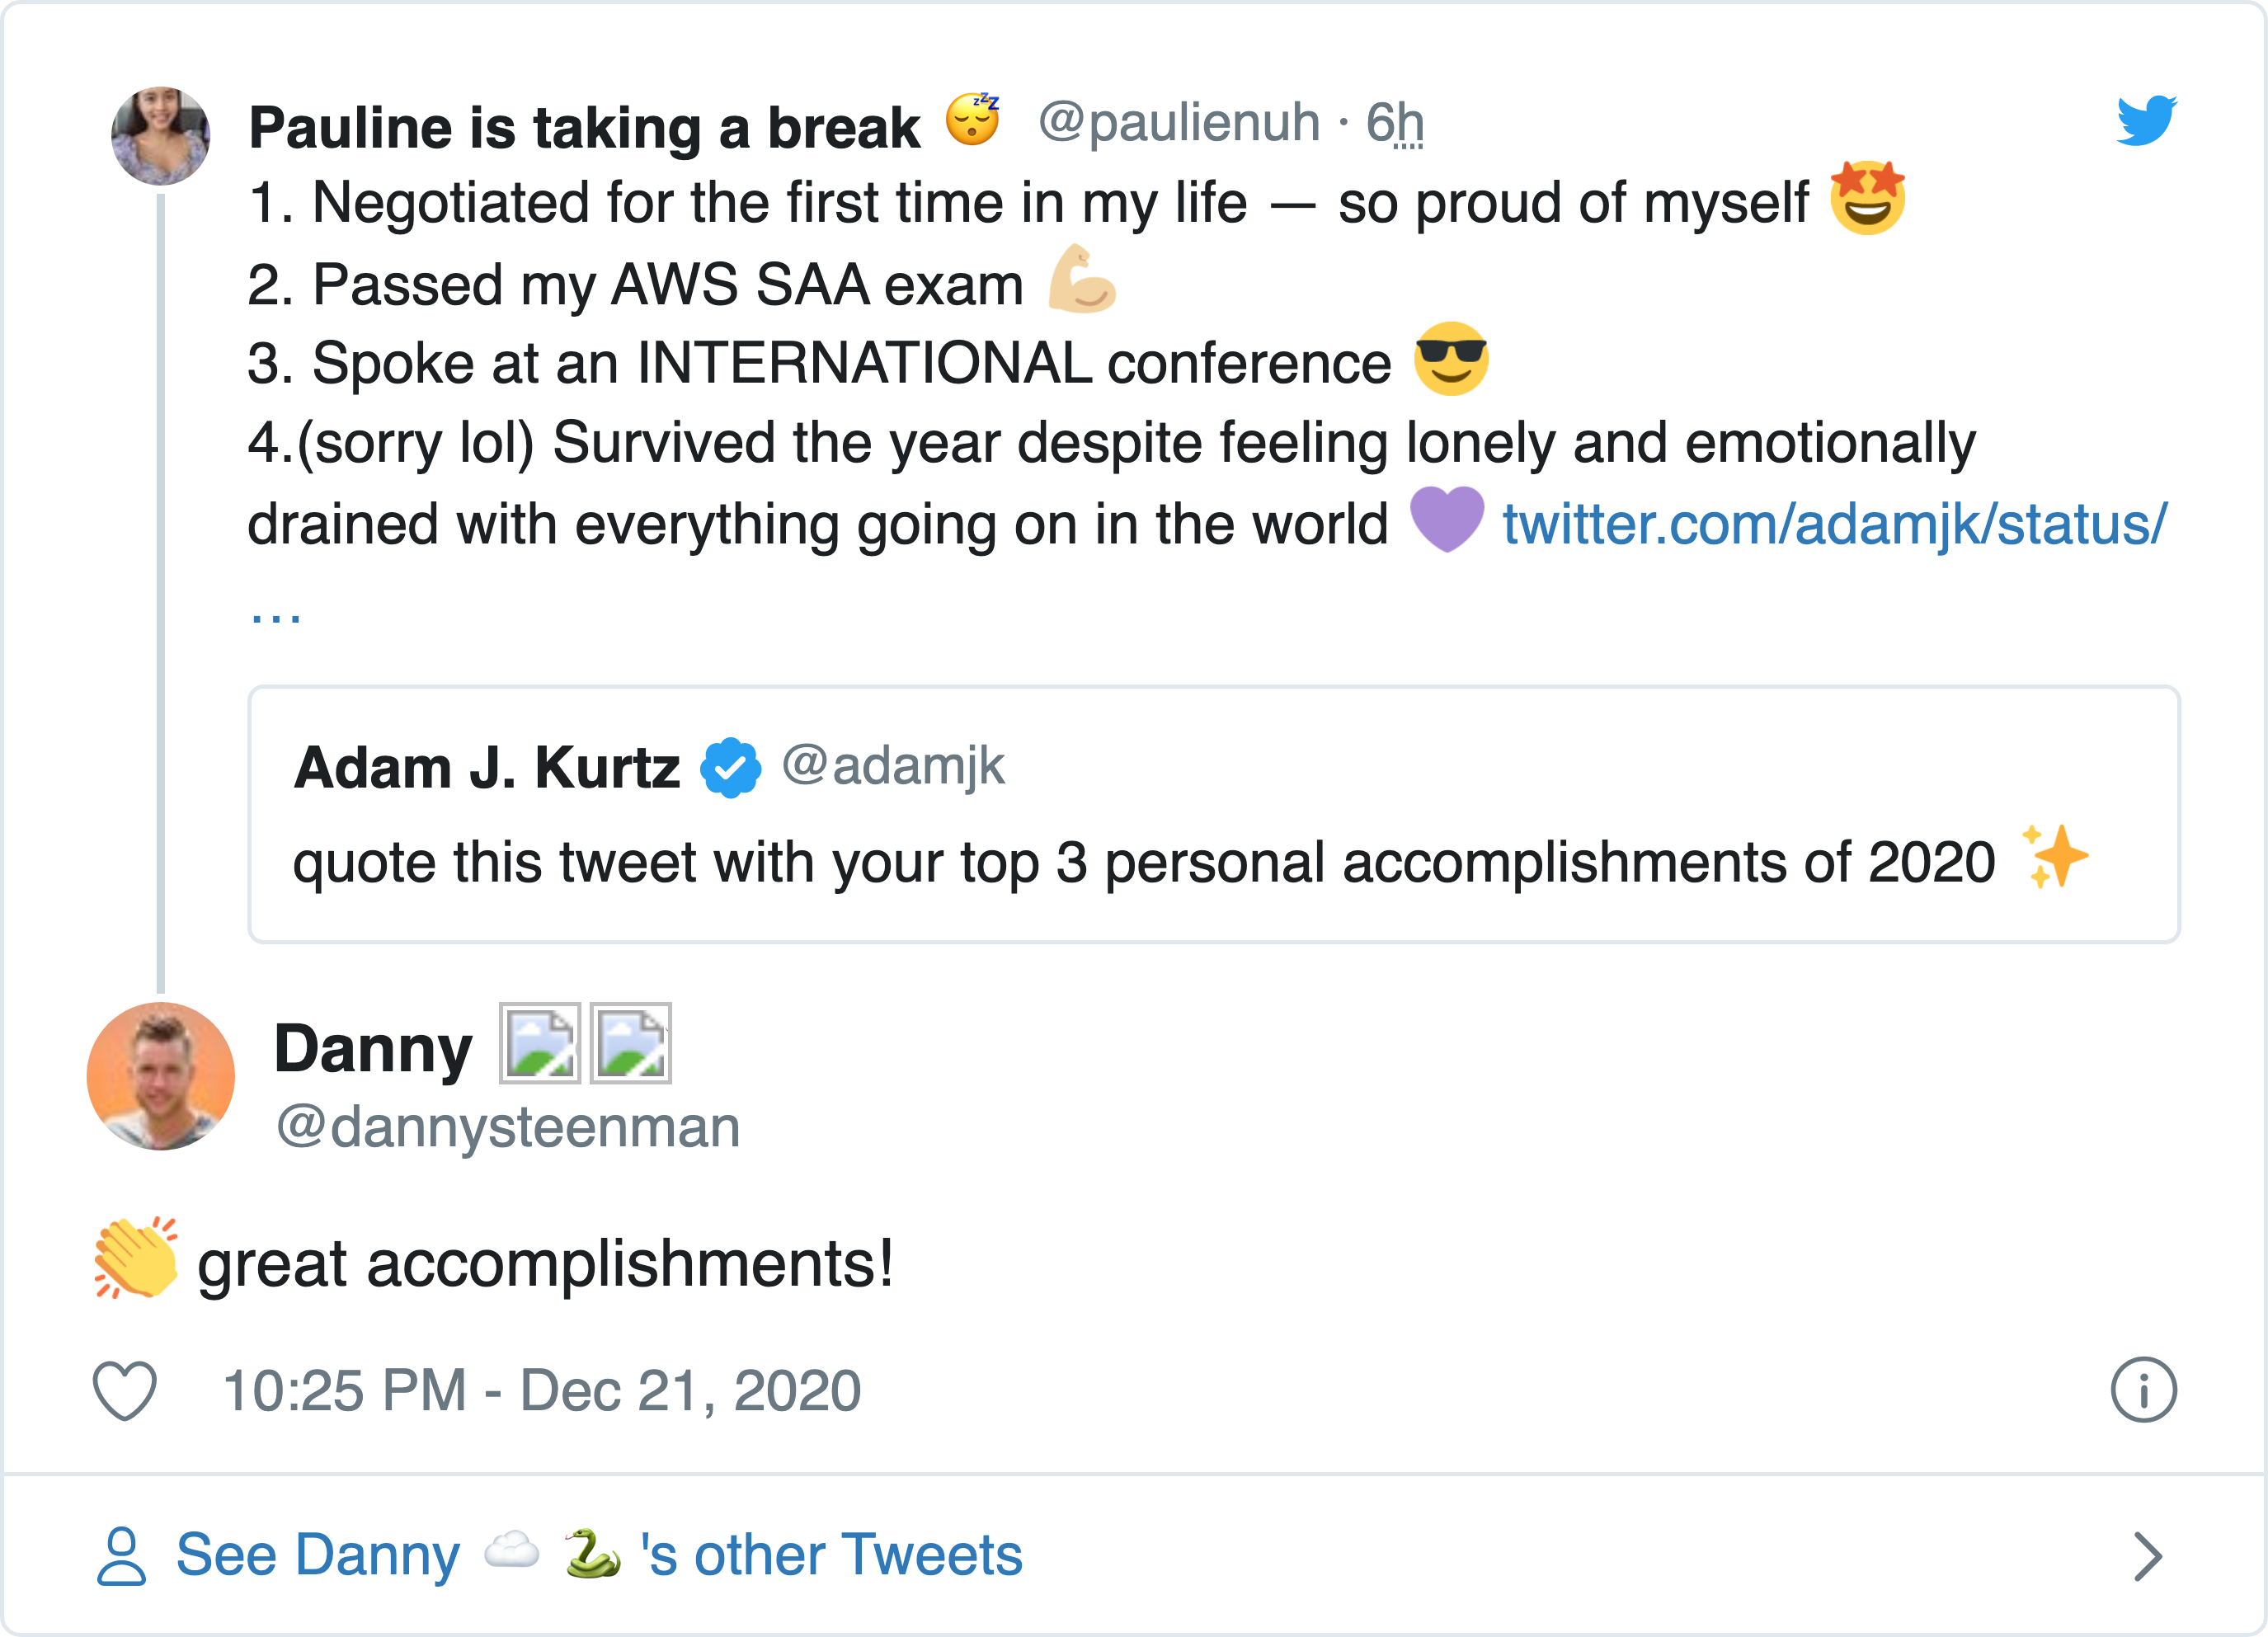 Pauline is taking a break 😴 @paulienuh · 6h
1. Negotiated for the first time in my life — so proud of myself 🤩
2. Passed my AWS SAA exam 💪🏼
3. Spoke at an INTERNATIONAL conference 😎
4.(sorry lol) Survived the year despite feeling lonely and emotionally
drained with everything going on in the world 💜 twitter.com/adamjk/status/
…
Adam J. Kurtz @adamjk
quote this tweet with your top 3 personal accomplishments of 2020 ✨
Danny
@dannysteenman
👏 great accomplishments!
10:25 PM - Dec 21, 2020
See Danny ☁️ 🐍 's other Tweets